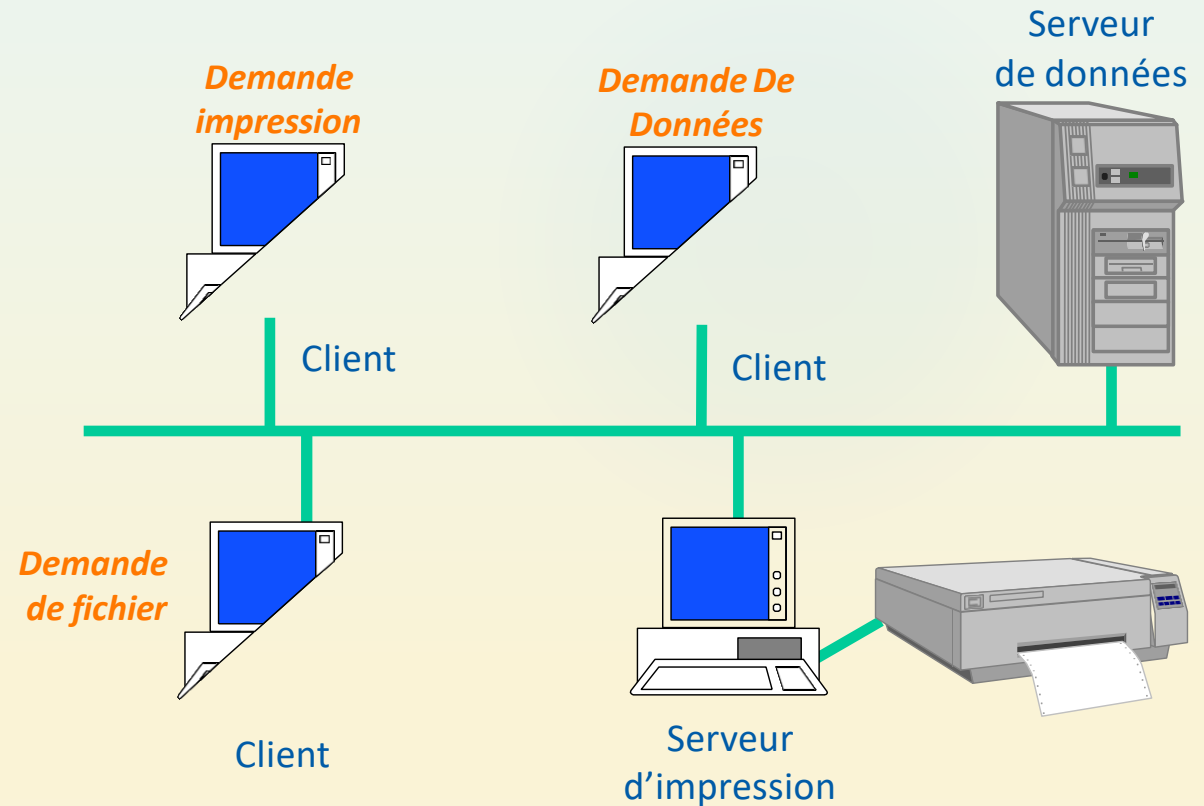 Serveur
de données
Demande
impression
Demande De
Données
Client
Client
Demande
de fichier
Client
Serveur
d’impression